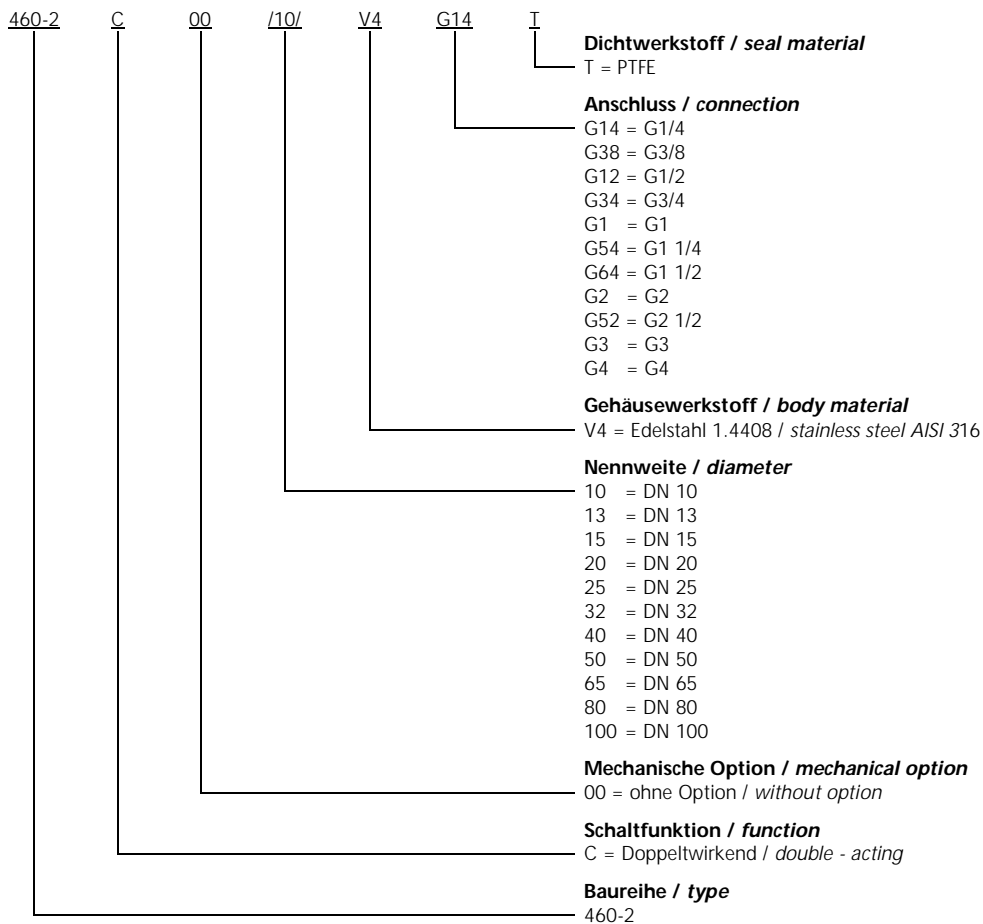 460-2 C 00 /10/ V4 G14 T
Dichtwerkstoff / seal material
T = PTFE
Anschluss / connection
G14 = G1/4
G38 = G3/8
G12 = G1/2
G34 = G3/4
G1 = G1
G54 = G1 1/4
G64 = G1 1/2
G2 = G2
G52 = G2 1/2
G3 = G3
G4 = G4
Gehäusewerkstoff / body material
V4 = Edelstahl 1.4408 / stainless steel AISI 316
Nennweite / diameter
10 = DN 10
13 = DN 13
15 = DN 15
20 = DN 20
25 = DN 25
32 = DN 32
40 = DN 40
50 = DN 50
65 = DN 65
80 = DN 80
100 = DN 100
Mechanische Option / mechanical option
00 = ohne Option / without option
Schaltfunktion / function
C = Doppeltwirkend / double - acting
Baureihe / type
460-2